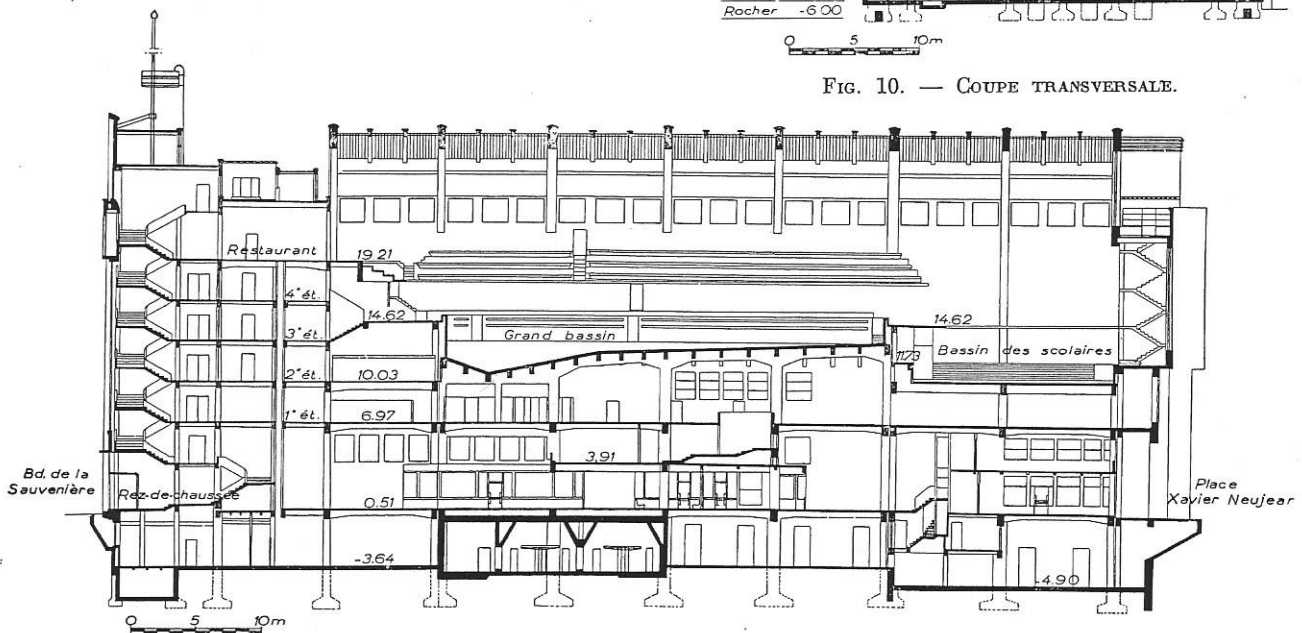 Rocher -6.00
0 5 10m
FIG. 10. — COUPE TRANSVERSALE.
Restaurant
19.21
4e ét.
14.62
3e ét.
Grand bassin
14.62
11.73
Bassin des scolaires
2e ét.
10.03
1e ét.
6.97
3.91
Bd. de la
Sauvenière
Rez-de-chaussée
0.51
Place
Xavier Neujear
-3.64
-4.90
0 5 10m